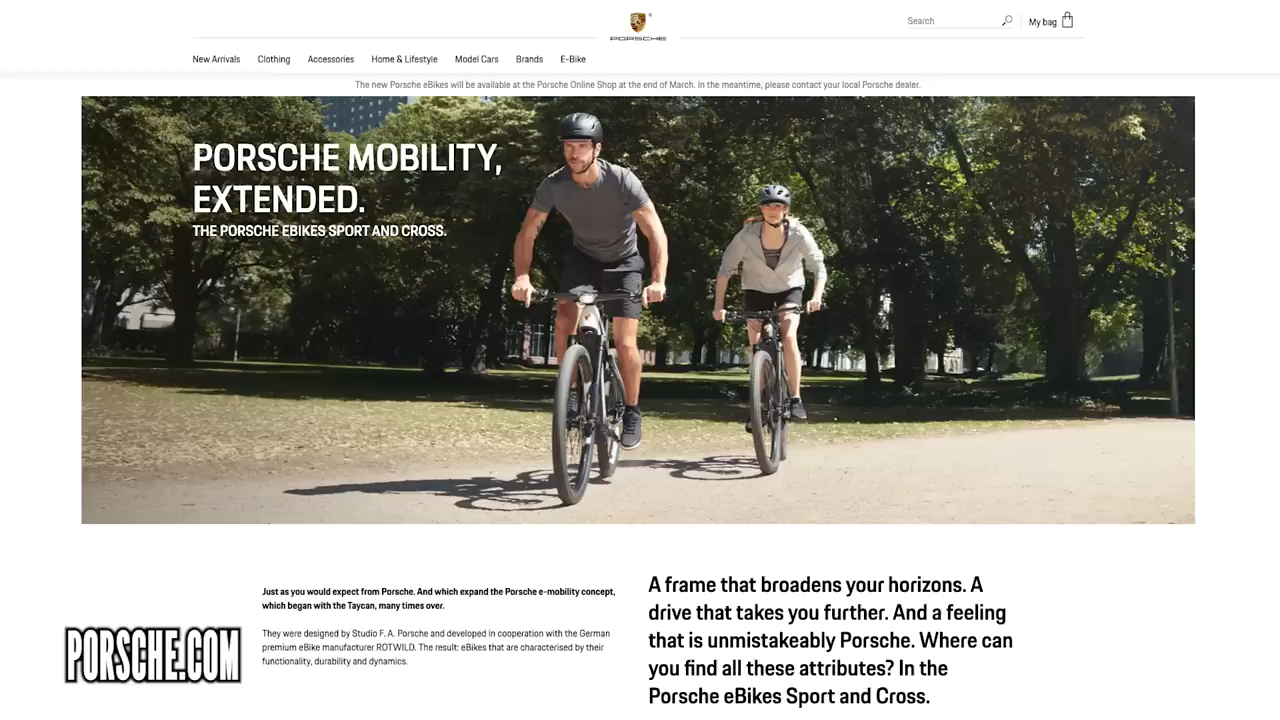 PORSCHE
Search
My bag
New Arrivals
Clothing
Accessories
Home & Lifestyle
Model Cars
Brands
E-Bike
The new Porsche eBikes will be available at the Porsche Online Shop at the end of March. In the meantime, please contact your local Porsche dealer.
PORSCHE MOBILITY,
EXTENDED.
THE PORSCHE EBIKES SPORT AND CROSS.
Just as you would expect from Porsche. And which expand the Porsche e-mobility concept,
which began with the Taycan, many times over.
They were designed by Studio F. A. Porsche and developed in cooperation with the German
premium eBike manufacturer ROTWILD. The result: eBikes that are characterised by their
functionality, durability and dynamics.
A frame that broadens your horizons. A
drive that takes you further. And a feeling
that is unmistakeably Porsche. Where can
you find all these attributes? In the
Porsche eBikes Sport and Cross.
PORSCHE.COM